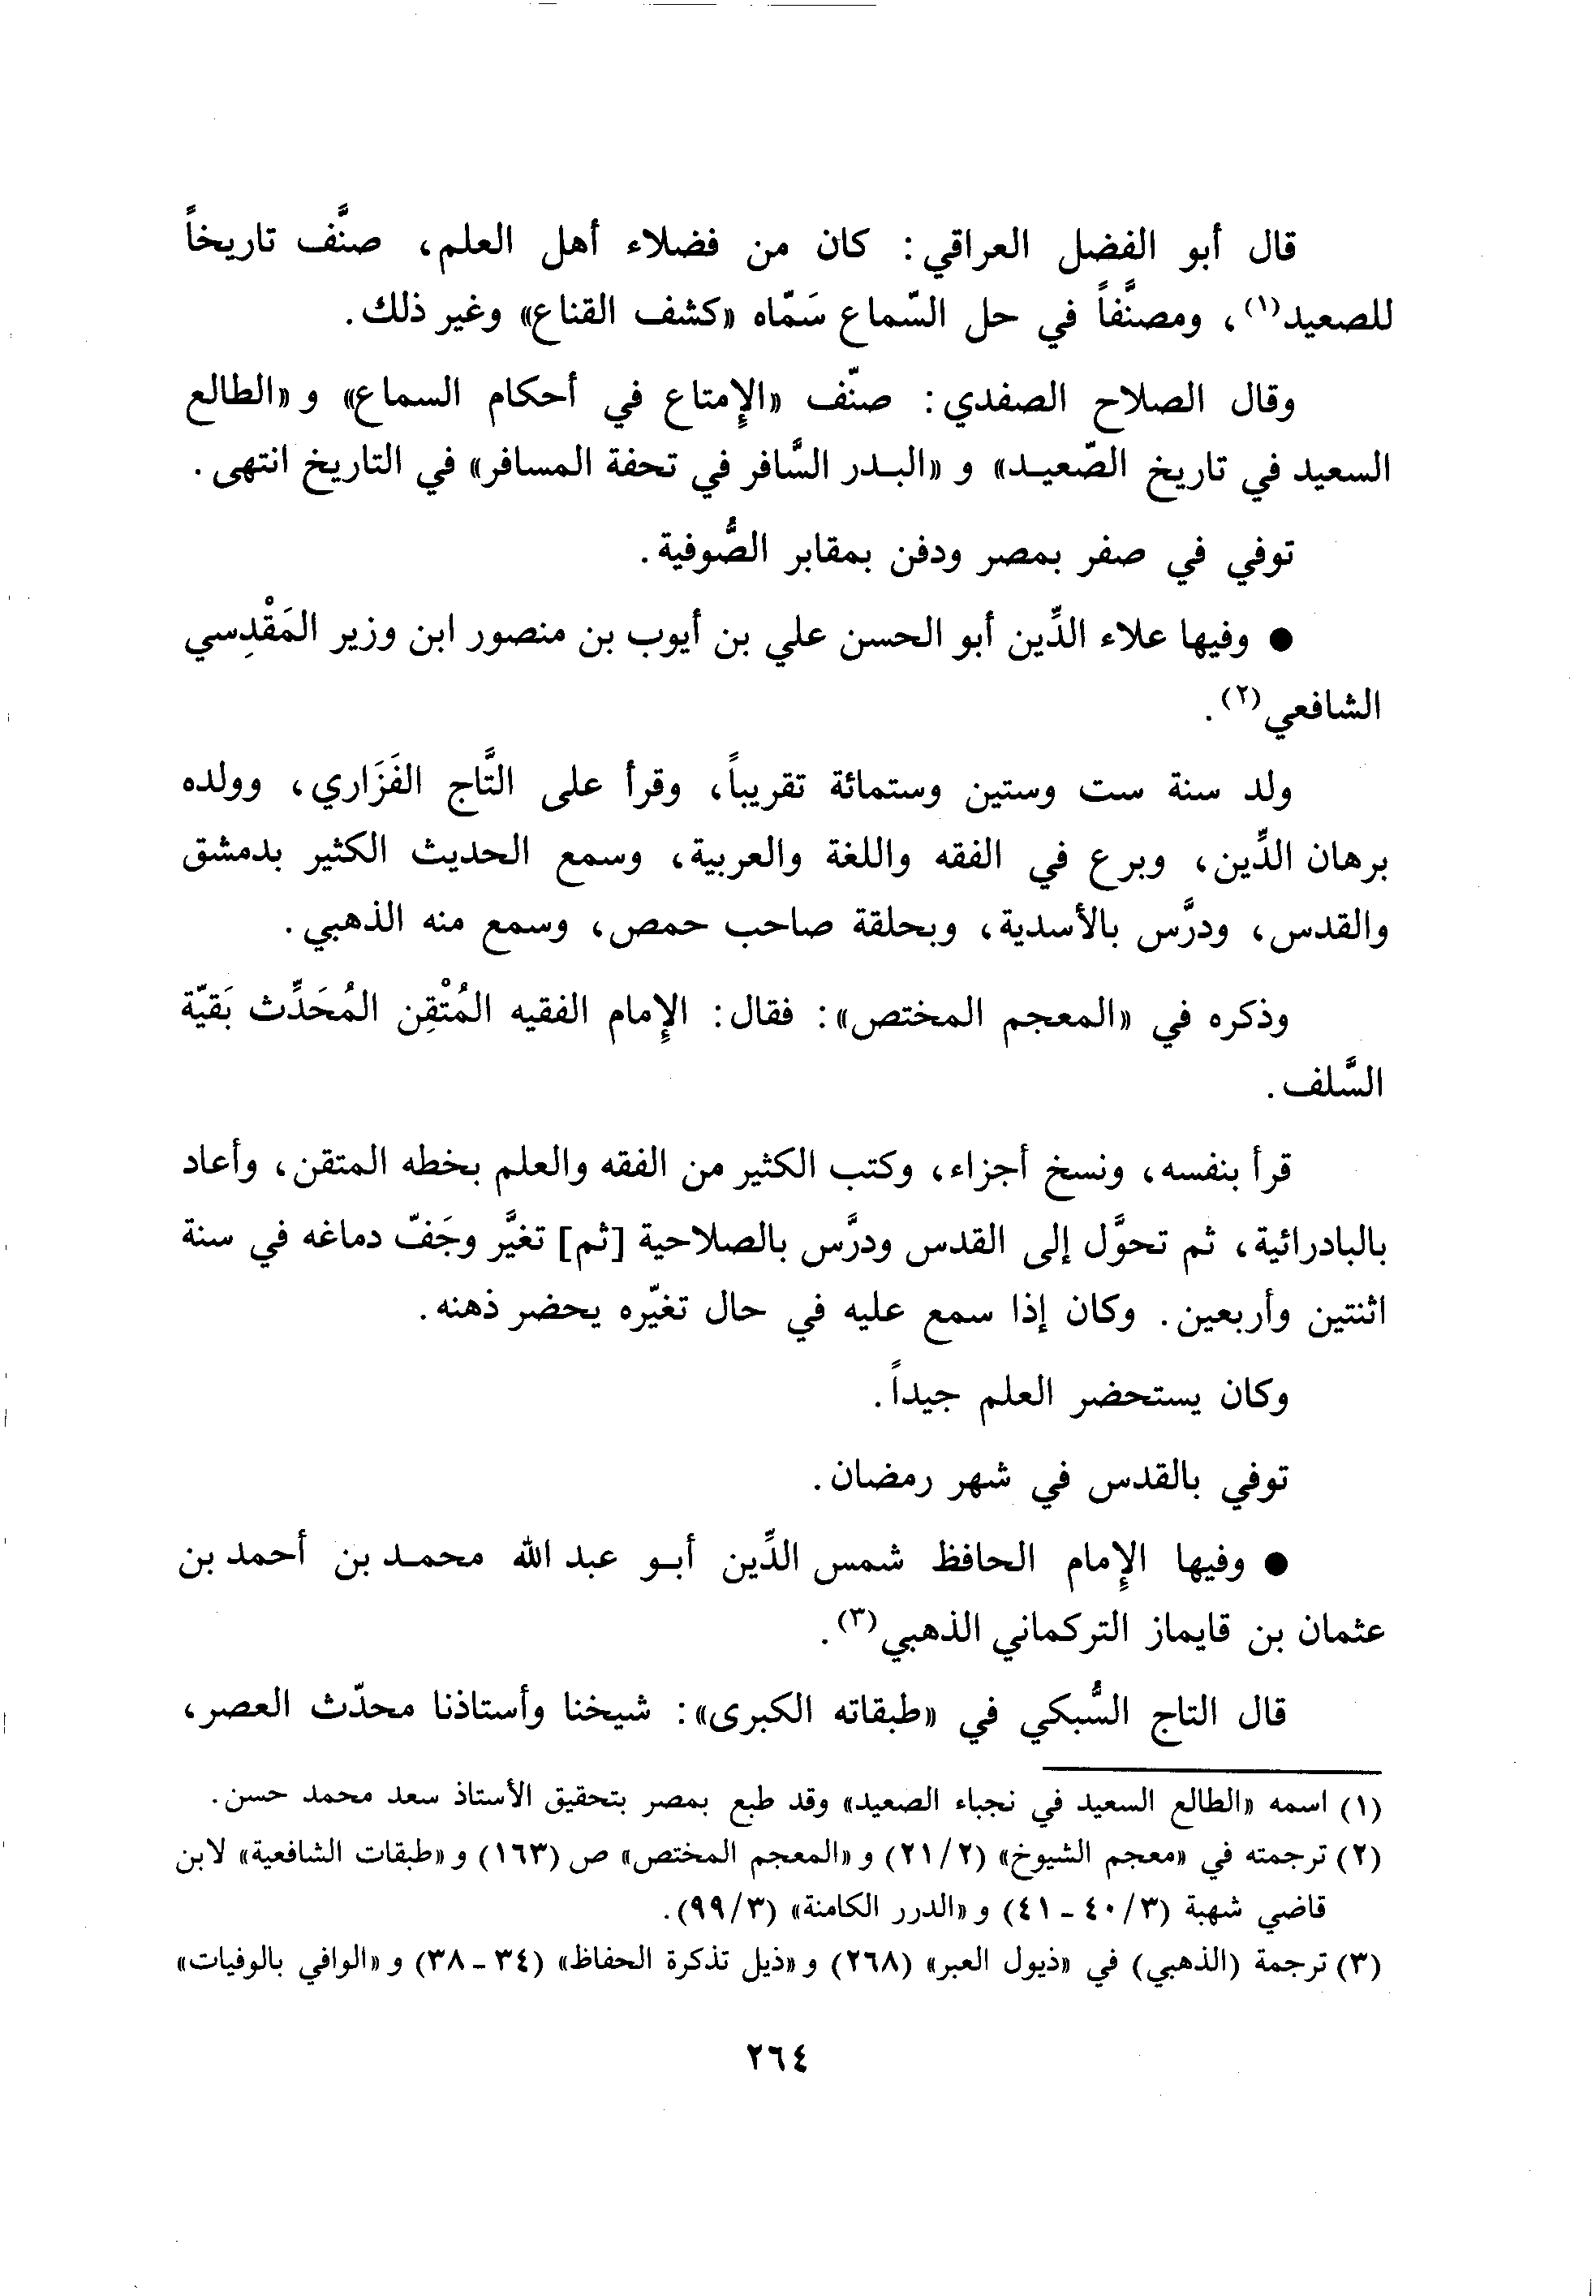 قال أبو الفضل العراقي: كان من فضلاء أهل العلم، صنَّف تاريخاً
للصعيد(١)، ومصنَّفاً في حل السّماع سَمّاه «كشف القناع» وغير ذلك.
وقال الصلاح الصفدي: صنّف «الإمتاع في أحكام السماع» و «الطالع
السعيد في تاريخ الصّعيـد» و «البـدر السَّافر في تحفة المسافر» في التاريخ انتهى.
توفي في صفر بمصر ودفن بمقابر الصُّوفية.
● وفيها علاء الدِّين أبو الحسن علي بن أيوب بن منصور ابن وزير المَقْدِسي
الشافعي(٢).
ولد سنة ست وستين وستمائة تقريباً، وقرأ على التَّاج الفَزَاري، وولده
برهان الدِّين، وبرع في الفقه واللغة والعربية، وسمع الحديث الكثير بدمشق
والقدس، ودرَّس بالأسدية، وبحلقة صاحب حمص، وسمع منه الذهبي.
وذكره في «المعجم المختص»: فقال: الإمام الفقيه المُتْقِن المُحَدِّث بَقيّة
السَّلف.
قرأ بنفسه، ونسخ أجزاء، وكتب الكثير من الفقه والعلم بخطه المتقن، وأعاد
بالبادرائية، ثم تحوَّل إلى القدس ودرَّس بالصلاحية [ثم] تغيَّر وجَفّ دماغه في سنة
اثنتين وأربعين. وكان إذا سمع عليه في حال تغيّره يحضر ذهنه.
وكان يستحضر العلم جيداً.
توفي بالقدس في شهر رمضان.
● وفيها الإمام الحافظ شمس الدِّين أبـو عبد الله محمـد بن أحمد بن
عثمان بن قايماز التركماني الذهبي(٣).
قال التاج السُّبكي في «طبقاته الكبرى»: شيخنا وأستاذنا محدّث العصر،
(١) اسمه «الطالع السعيد في نجباء الصعيد» وقد طبع بمصر بتحقيق الأستاذ سعد محمد حسن.
(٢) ترجمته في «معجم الشيوخ» (٢١/٢) و «المعجم المختص» ص (١٦٣) و «طبقات الشافعية» لابن
قاضي شهبة (٤٠/٣ - ٤١) و «الدرر الكامنة» (٩٩/٣).
(٣) ترجمة (الذهبي) في «ذيول العبر» (٢٦٨) و «ذيل تذكرة الحفاظ» (٣٤ - ٣٨) و «الوافي بالوفيات»
٢٦٤